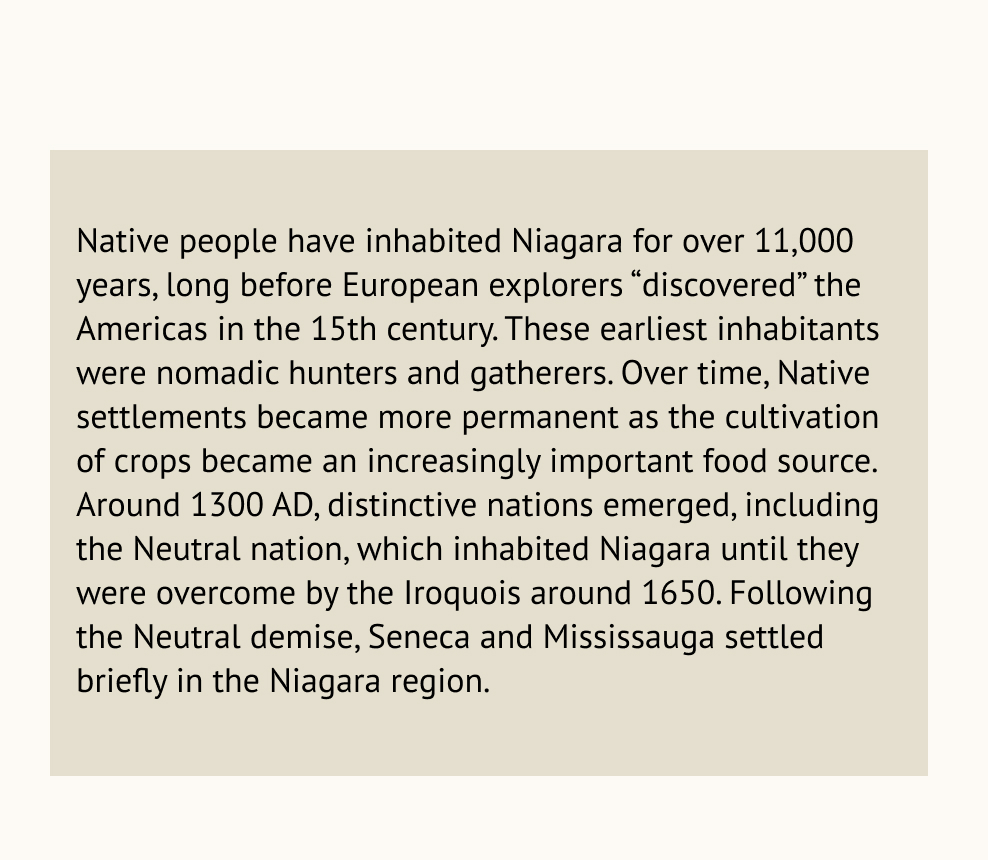 Native people have inhabited Niagara for over 11,000
years, long before European explorers “discovered” the
Americas in the 15th century. These earliest inhabitants
were nomadic hunters and gatherers. Over time, Native
settlements became more permanent as the cultivation
of crops became an increasingly important food source.
Around 1300 AD, distinctive nations emerged, including
the Neutral nation, which inhabited Niagara until they
were overcome by the Iroquois around 1650. Following
the Neutral demise, Seneca and Mississauga settled
briefly in the Niagara region.